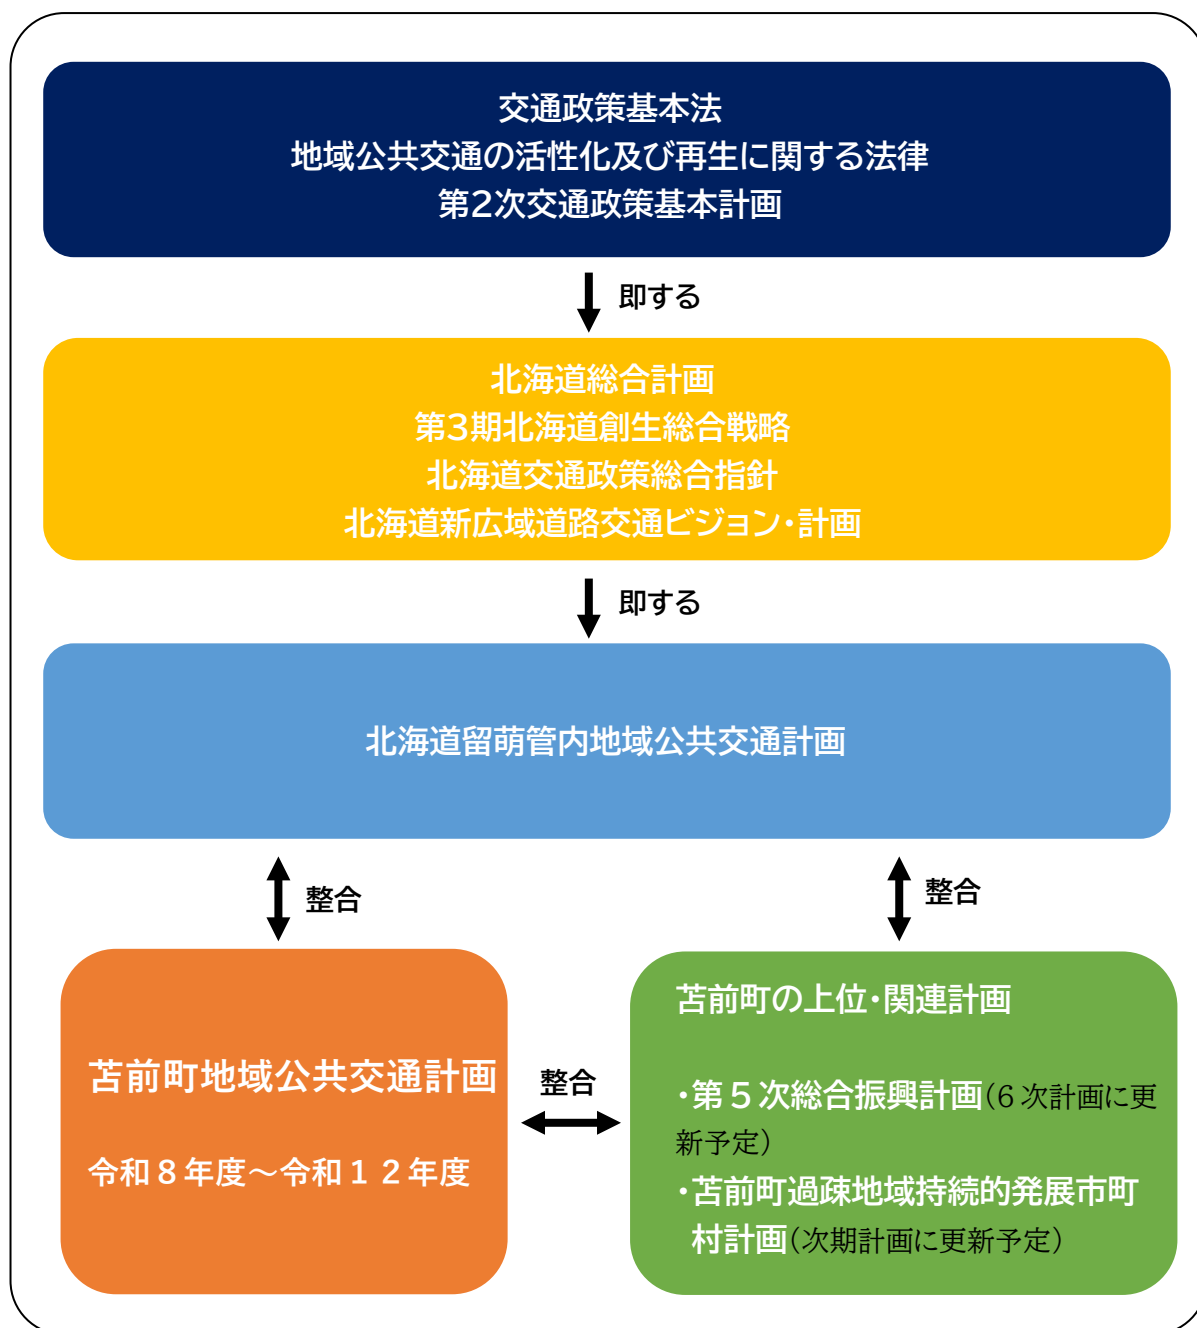 交通政策基本法
地域公共交通の活性化及び再生に関する法律
第2次交通政策基本計画
即する
北海道総合計画
第3期北海道創生総合戦略
北海道交通政策総合指針
北海道新広域道路交通ビジョン・計画
即する
北海道留萌管内地域公共交通計画
整合
整合
苫前町地域公共交通計画
令和８年度～令和１２年度
整合
苫前町の上位・関連計画
・第５次総合振興計画（６次計画に更
新予定）
・苫前町過疎地域持続的発展市町
村計画（次期計画に更新予定）